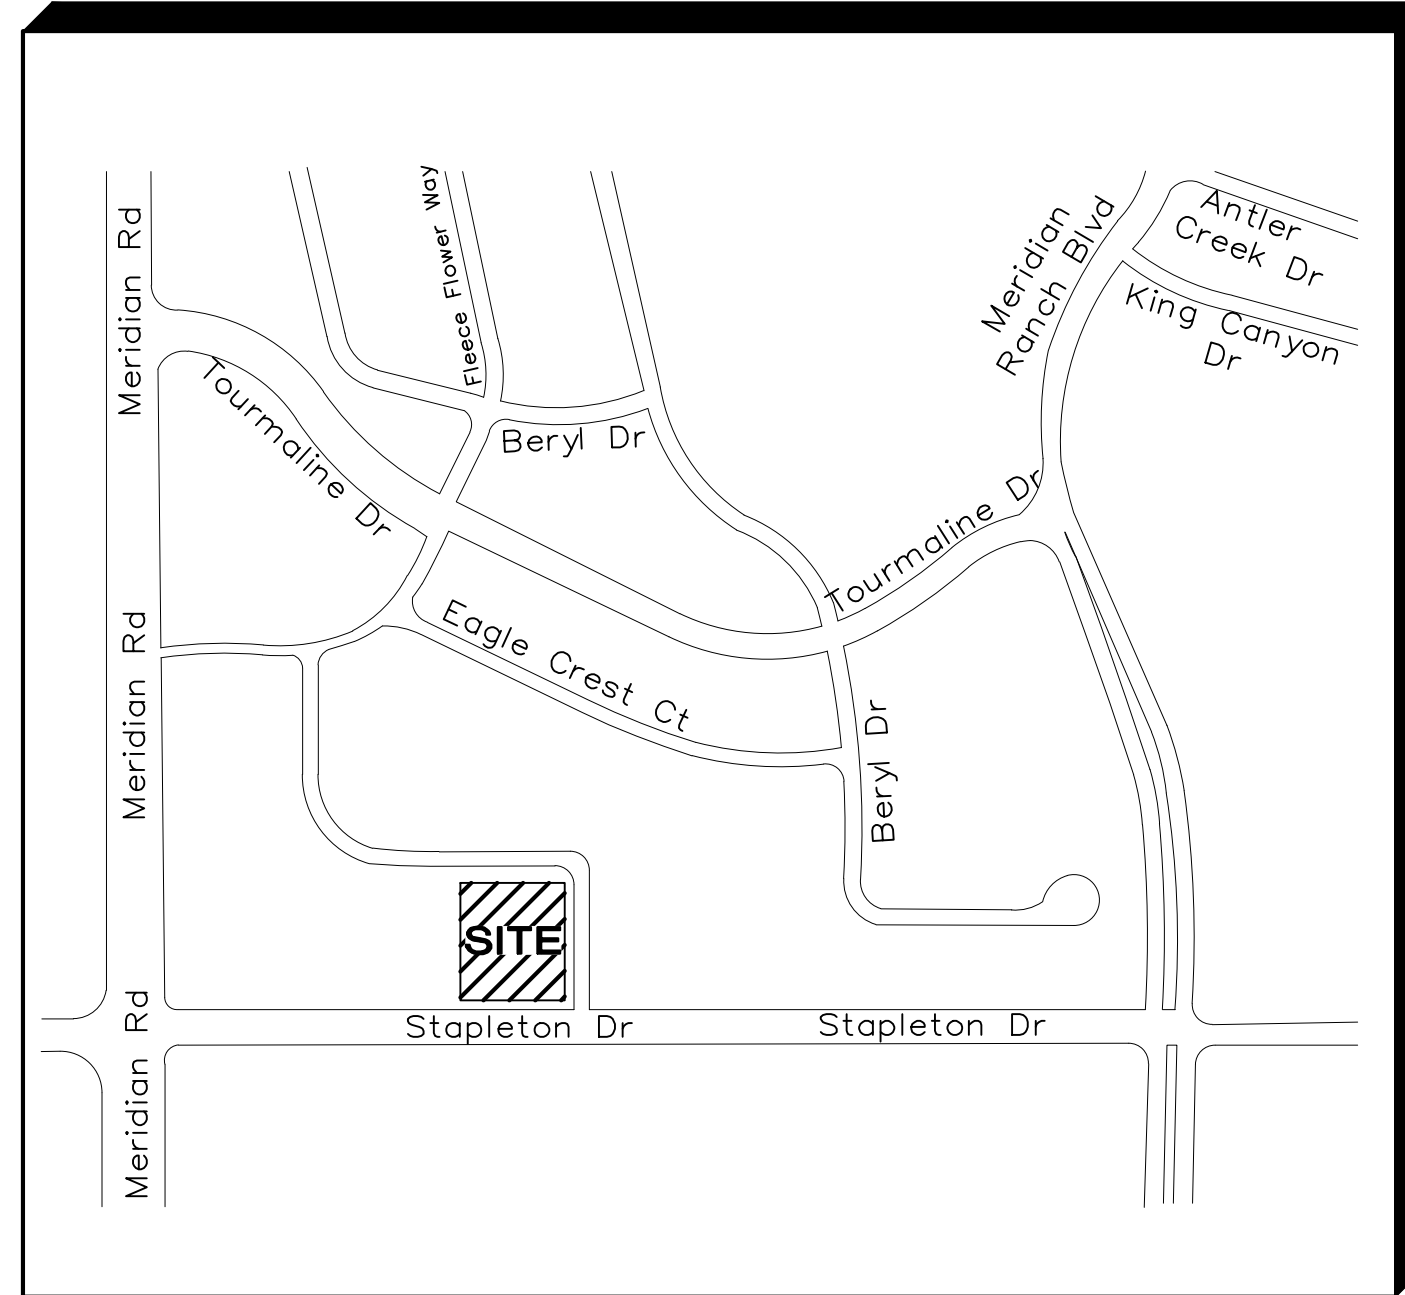 Fleece Flower Way
Meridian Rd
Meridian
Ranch Blvd
Antler
Creek Dr
King Canyon
Dr
Tourmaline Dr
Beryl Dr
Tourmaline Dr
Meridian Rd
Eagle Crest Ct
Beryl Dr
SITE
Meridian Rd
Stapleton Dr
Stapleton Dr
Meridian Rd